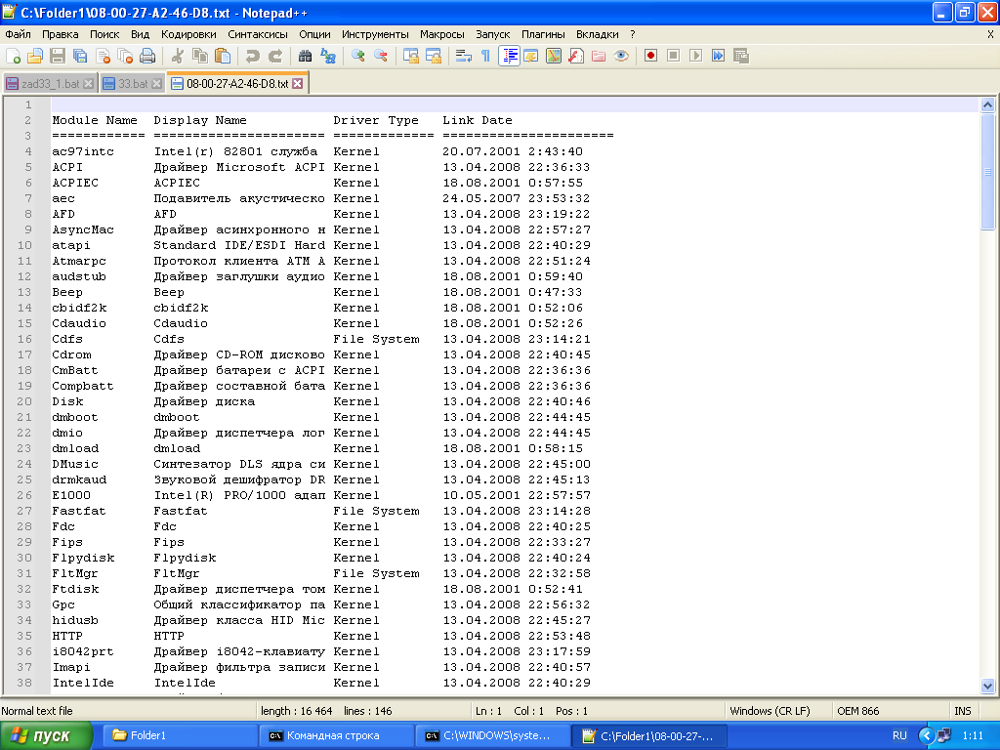 C:\Folder1\08-00-27-A2-46-D8.txt - Notepad++
Файл Правка Поиск Вид Кодировки Синтаксисы Опции Инструменты Макросы Запуск Плагины Вкладки ? X
zad33_1.bat 33.bat 08-00-27-A2-46-D8.txt
1
2 Module Name Display Name Driver Type Link Date
3 ============ ====================== ============= ======================
4 ac97intc Intel(r) 82801 служба Kernel 20.07.2001 2:43:40
5 ACPI Драйвер Microsoft ACPI Kernel 13.04.2008 22:36:33
6 ACPIEC ACPIEC Kernel 18.08.2001 0:57:55
7 aec Подавитель акустическо Kernel 24.05.2007 23:53:32
8 AFD AFD Kernel 13.04.2008 23:19:22
9 AsyncMac Драйвер асинхронного н Kernel 13.04.2008 22:57:27
10 atapi Standard IDE/ESDI Hard Kernel 13.04.2008 22:40:29
11 Atmarpc Протокол клиента ATM A Kernel 13.04.2008 22:51:24
12 audstub Драйвер заглушки аудио Kernel 18.08.2001 0:59:40
13 Beep Beep Kernel 18.08.2001 0:47:33
14 cbidf2k cbidf2k Kernel 18.08.2001 0:52:06
15 Cdaudio Cdaudio Kernel 18.08.2001 0:52:26
16 Cdfs Cdfs File System 13.04.2008 23:14:21
17 Cdrom Драйвер CD-ROM дисково Kernel 13.04.2008 22:40:45
18 CmBatt Драйвер батареи с ACPI Kernel 13.04.2008 22:36:36
19 Compbatt Драйвер составной бата Kernel 13.04.2008 22:36:36
20 Disk Драйвер диска Kernel 13.04.2008 22:40:46
21 dmboot dmboot Kernel 13.04.2008 22:44:45
22 dmio Драйвер диспетчера лог Kernel 13.04.2008 22:44:45
23 dmload dmload Kernel 18.08.2001 0:58:15
24 DMusic Синтезатор DLS ядра си Kernel 13.04.2008 22:45:00
25 drmkaud Звуковой дешифратор DR Kernel 13.04.2008 22:45:13
26 E1000 Intel(R) PRO/1000 адап Kernel 10.05.2001 22:57:57
27 Fastfat Fastfat File System 13.04.2008 23:14:28
28 Fdc Fdc Kernel 13.04.2008 22:40:25
29 Fips Fips Kernel 13.04.2008 22:33:27
30 Flpydisk Flpydisk Kernel 13.04.2008 22:40:24
31 FltMgr FltMgr File System 13.04.2008 22:32:58
32 Ftdisk Драйвер диспетчера том Kernel 18.08.2001 0:52:41
33 Gpc Общий классификатор па Kernel 13.04.2008 22:56:32
34 hidusb Драйвер класса HID Mic Kernel 13.04.2008 22:45:27
35 HTTP HTTP Kernel 13.04.2008 22:53:48
36 i8042prt Драйвер i8042-клавиату Kernel 13.04.2008 23:17:59
37 Imapi Драйвер фильтра записи Kernel 13.04.2008 22:40:57
38 IntelIde IntelIde Kernel 13.04.2008 22:40:29
Normal text file length : 16 464 lines : 146 Ln : 1 Col : 1 Pos : 1 Windows (CR LF) OEM 866 INS
пуск Folder1 Командная строка C:\WINDOWS\syste... C:\Folder1\08-00-27-... RU 1:11